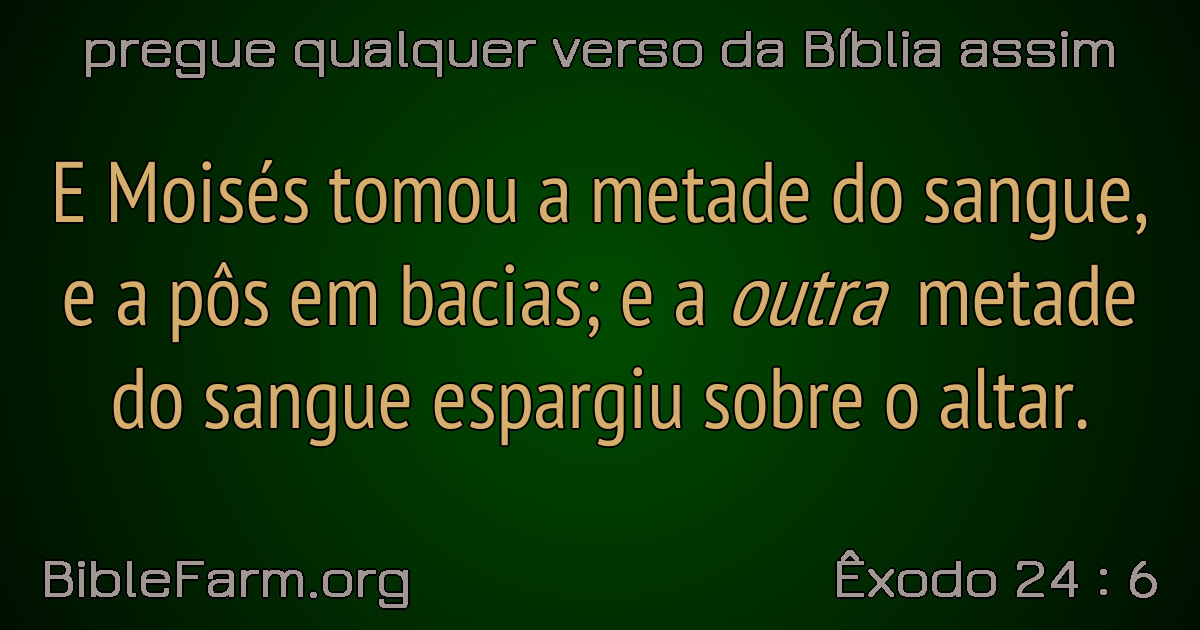 pregue qualquer verso da Bíblia assim
E Moisés tomou a metade do sangue,
e a pôs em bacias; e a outra metade
do sangue espargiu sobre o altar.
BibleFarm.org
Êxodo 24 : 6